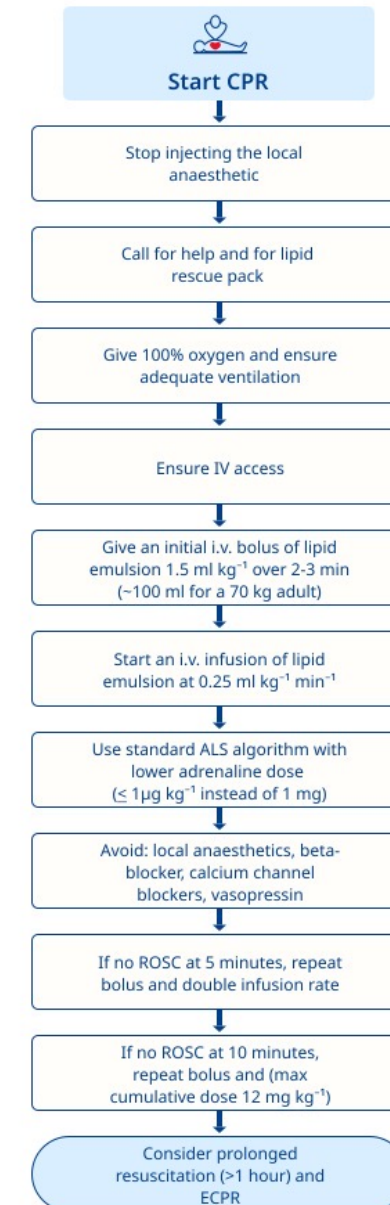 Start CPR
Stop injecting the local
anaesthetic
Call for help and for lipid
rescue pack
Give 100% oxygen and ensure
adequate ventilation
Ensure IV access
Give an initial i.v. bolus of lipid
emulsion 1.5 ml kg⁻¹ over 2-3 min
(~100 ml for a 70 kg adult)
Start an i.v. infusion of lipid
emulsion at 0.25 ml kg⁻¹ min⁻¹
Use standard ALS algorithm with
lower adrenaline dose
(≤ 1µg kg⁻¹ instead of 1 mg)
Avoid: local anaesthetics, beta-
blocker, calcium channel
blockers, vasopressin
If no ROSC at 5 minutes, repeat
bolus and double infusion rate
If no ROSC at 10 minutes,
repeat bolus and (max
cumulative dose 12 mg kg⁻¹)
Consider prolonged
resuscitation (>1 hour) and
ECPR